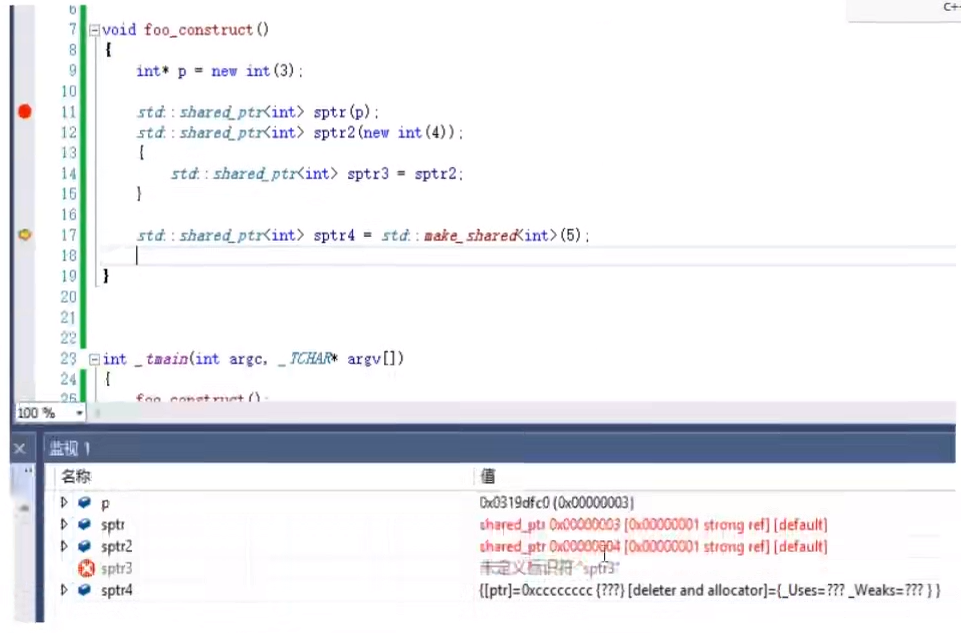 C++
6
7 void foo_construct()
8 {
9 int* p = new int(3);
10
11 std::shared_ptr<int> sptr(p);
12 std::shared_ptr<int> sptr2(new int(4));
13 {
14 std::shared_ptr<int> sptr3 = sptr2;
15 }
16
17 std::shared_ptr<int> sptr4 = std::make_shared<int>(5);
18
19 }
20
21
22
23 int _tmain(int argc, _TCHAR* argv[])
24 {
25 foo_construct();
100 %
监视 1
名称 值
p 0x0319dfc0 {0x00000003}
sptr shared_ptr 0x00000003 [0x00000001 strong ref] [default]
sptr2 shared_ptr 0x00000004 [0x00000001 strong ref] [default]
sptr3 未定义标识符 "sptr3"
sptr4 {[ptr]=0xcccccccc {???} [deleter and allocator]={_Uses=??? _Weaks=??? } }